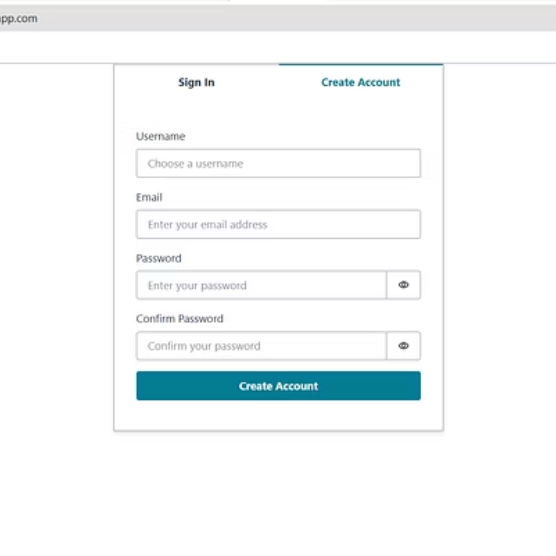 pp.com
Sign In
Create Account
Username
Choose a username
Email
Enter your email address
Password
Enter your password
Confirm Password
Confirm your password
Create Account